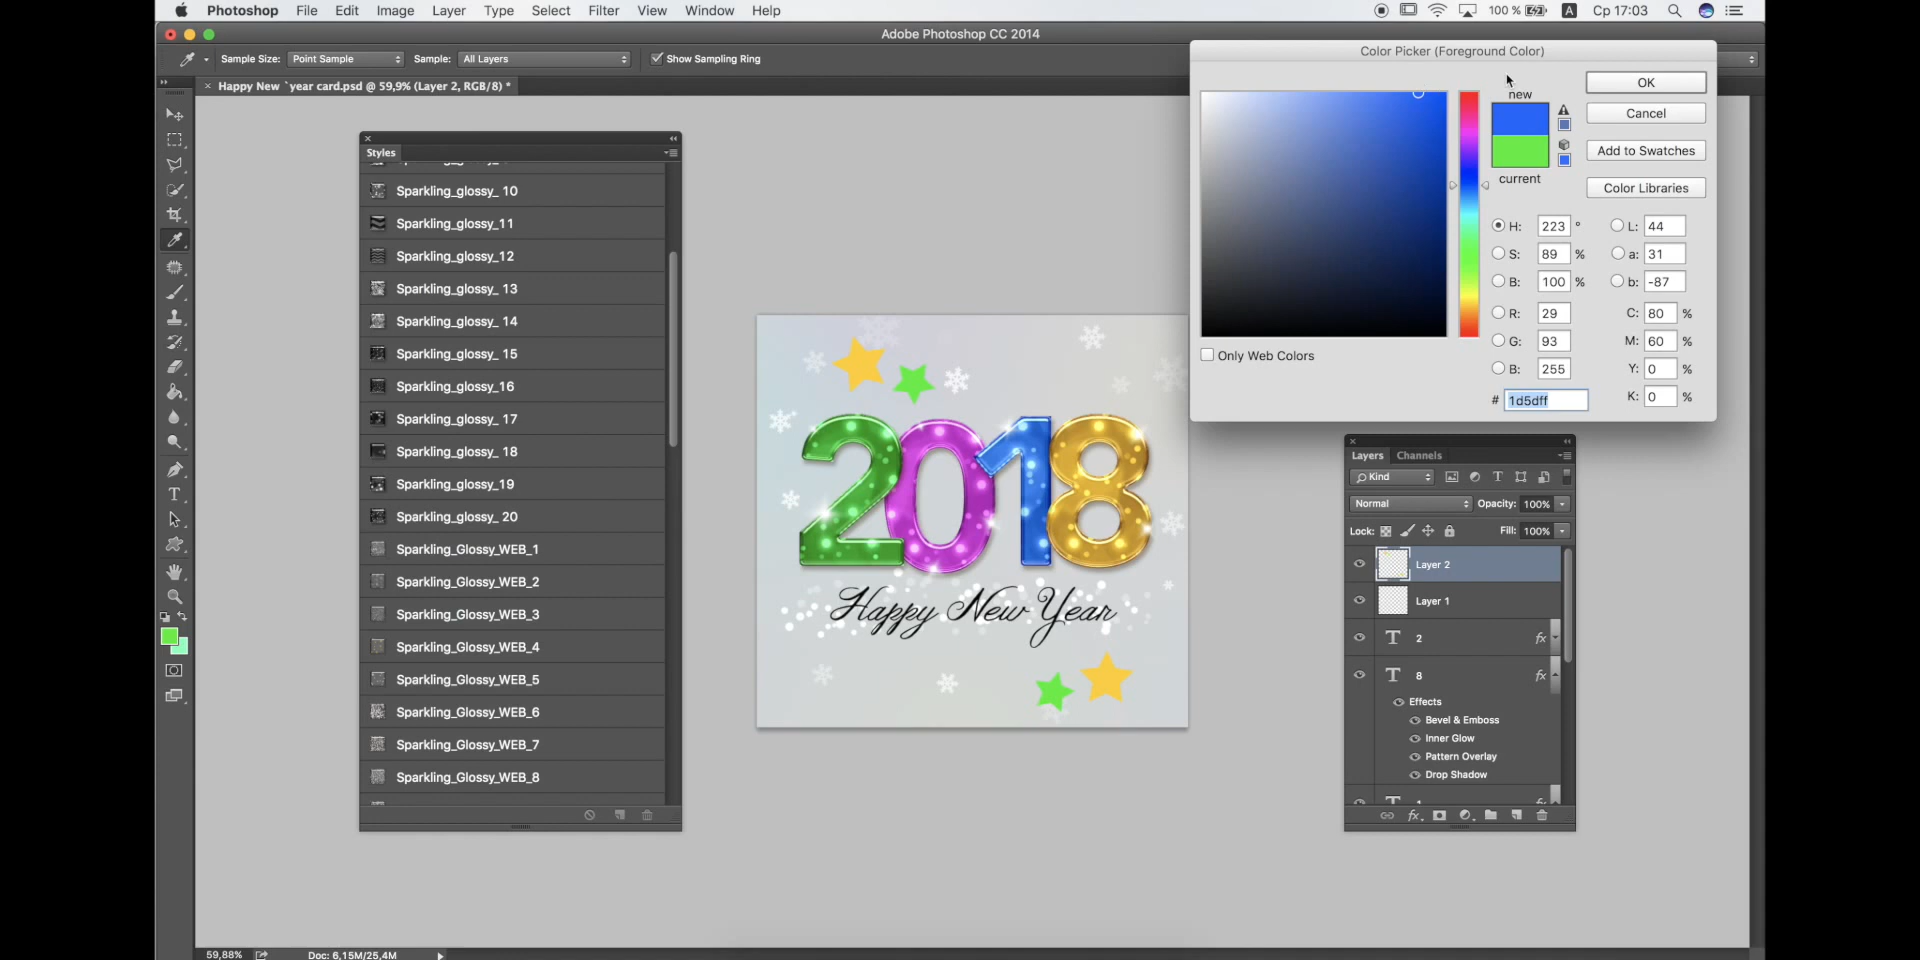 Photoshop File Edit Image Layer Type Select Filter View Window Help 100 % A Cp 17:03
Adobe Photoshop CC 2014
Sample Size: Point Sample Sample: All Layers Show Sampling Ring
Happy New `year card.psd @ 59,9% (Layer 2, RGB/8) *
Styles
Sparkling_glossy_ 10
Sparkling_glossy_11
Sparkling_glossy_12
Sparkling_glossy_ 13
Sparkling_glossy_ 14
Sparkling_glossy_ 15
Sparkling_glossy_16
Sparkling_glossy_ 17
Sparkling_glossy_ 18
Sparkling_glossy_19
Sparkling_glossy_ 20
Sparkling_Glossy_WEB_1
Sparkling_Glossy_WEB_2
Sparkling_Glossy_WEB_3
Sparkling_Glossy_WEB_4
Sparkling_Glossy_WEB_5
Sparkling_Glossy_WEB_6
Sparkling_Glossy_WEB_7
Sparkling_Glossy_WEB_8
2018
Happy New Year
Color Picker (Foreground Color)
new
current
OK
Cancel
Add to Swatches
Color Libraries
H: 223 ° L: 44
S: 89 % a: 31
B: 100 % b: -87
R: 29 C: 80 %
G: 93 M: 60 %
B: 255 Y: 0 %
# 1d5dff K: 0 %
Only Web Colors
Layers Channels
Kind T
Normal Opacity: 100%
Lock: Fill: 100%
Layer 2
Layer 1
T 2 fx
T 8 fx
Effects
Bevel & Emboss
Inner Glow
Pattern Overlay
Drop Shadow
fx
59,88% Doc: 6,15M/25,4M